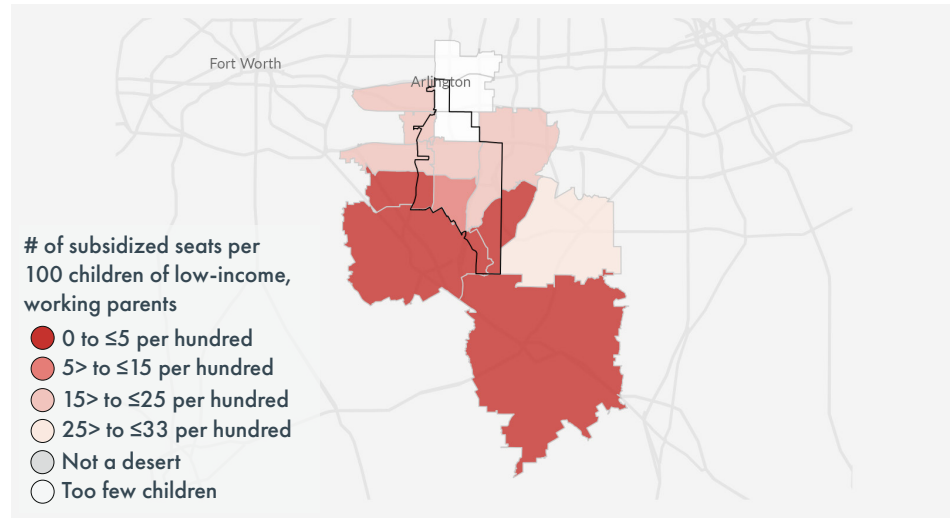 Fort Worth
Arlington
# of subsidized seats per
100 children of low-income,
working parents
0 to ≤5 per hundred
5> to ≤15 per hundred
15> to ≤25 per hundred
25> to ≤33 per hundred
Not a desert
Too few children